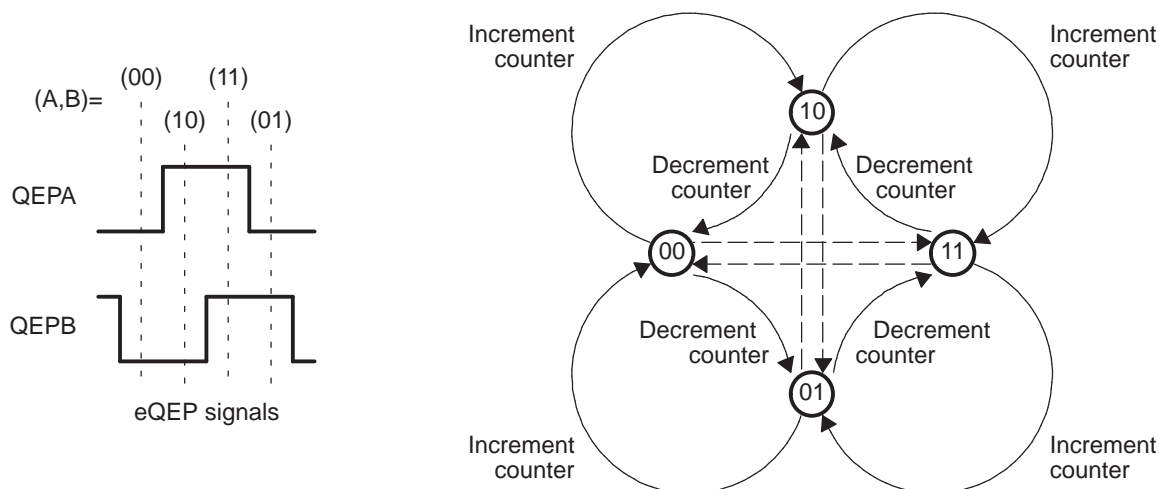 (A,B)=
(00)
(11)
(10)
(01)
QEPA
QEPB
eQEP signals
Increment
counter
Increment
counter
10
Decrement
counter
Decrement
counter
00
11
Decrement
counter
Decrement
counter
01
Increment
counter
Increment
counter